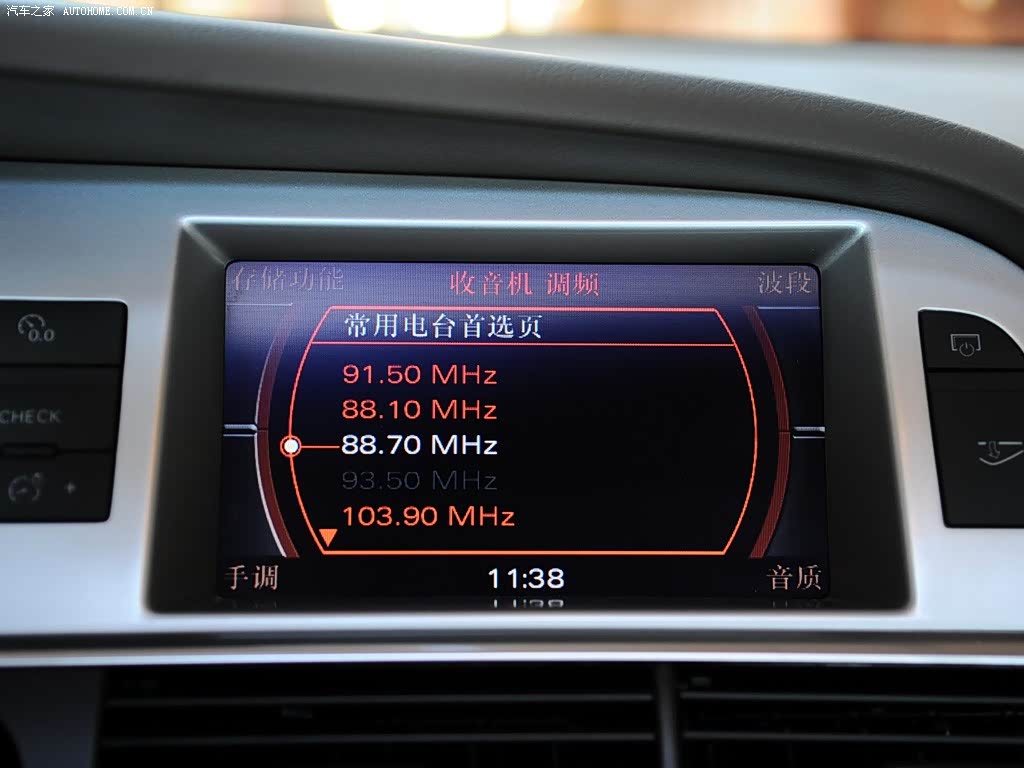 汽车之家 AUTOHOME.COM.CN
存储功能 收音机 调频 波段
常用电台首选页
91.50 MHz
88.10 MHz
88.70 MHz
93.50 MHz
103.90 MHz
手调 11:38 音质
0.0
CHECK